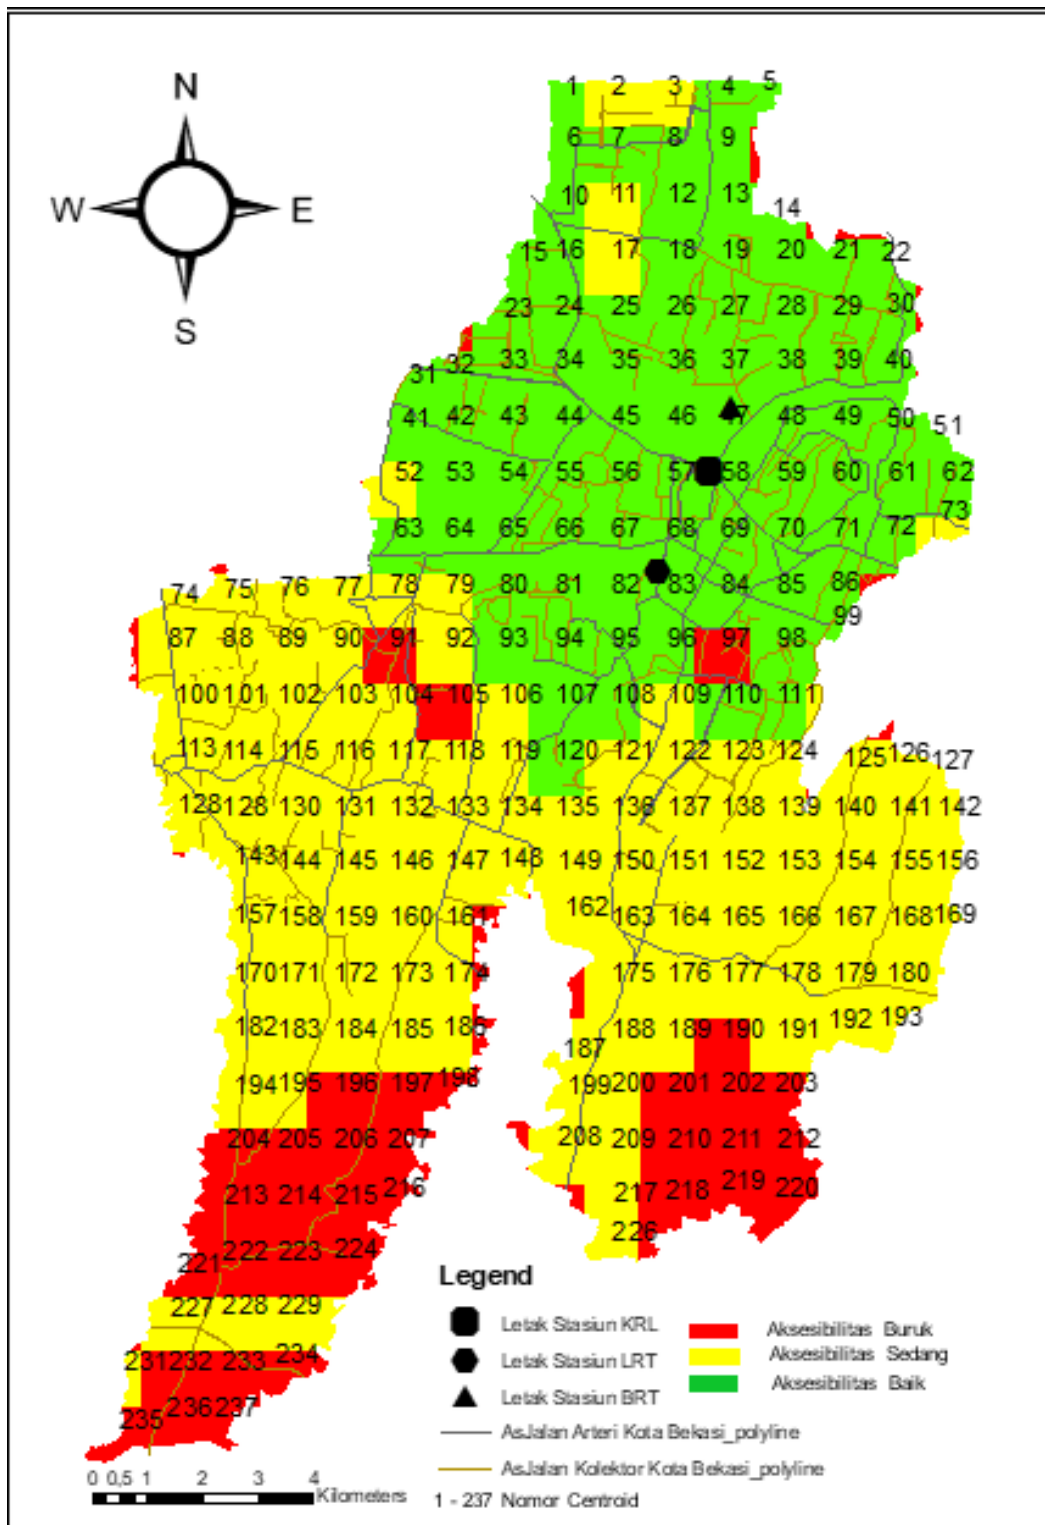 N
W E
S
1 2 3 4 5
6 7 8 9
10 11 12 13 14
15 16 17 18 19 20 21 22
23 24 25 26 27 28 29 30
31 32 33 34 35 36 37 38 39 40
41 42 43 44 45 46 47 48 49 50 51
52 53 54 55 56 57 58 59 60 61 62
63 64 65 66 67 68 69 70 71 72 73
74 75 76 77 78 79 80 81 82 83 84 85 86
87 88 89 90 91 92 93 94 95 96 97 98 99
100 101 102 103 104 105 106 107 108 109 110 111
113 114 115 116 117 118 119 120 121 122 123 124 125 126 127
128 128 130 131 132 133 134 135 136 137 138 139 140 141 142
143 144 145 146 147 148 149 150 151 152 153 154 155 156
157 158 159 160 161 162 163 164 165 166 167 168 169
170 171 172 173 174 175 176 177 178 179 180
182 183 184 185 186 187 188 189 190 191 192 193
194 195 196 197 198 199 200 201 202 203
204 205 206 207 208 209 210 211 212
213 214 215 216 217 218 219 220
221 222 223 224 226
227 228 229
231 232 233 234
235 236 237
Legend
Letak Stasiun KRL
Letak Stasiun LRT
Letak Stasiun BRT
AsJalan Arteri Kota Bekasi_polyline
AsJalan Kolektor Kota Bekasi_polyline
1 - 237 Nomor Centroid
Aksesibilitas Buruk
Aksesibilitas Sedang
Aksesibilitas Baik
0 0,5 1 2 3 4
Kilometers